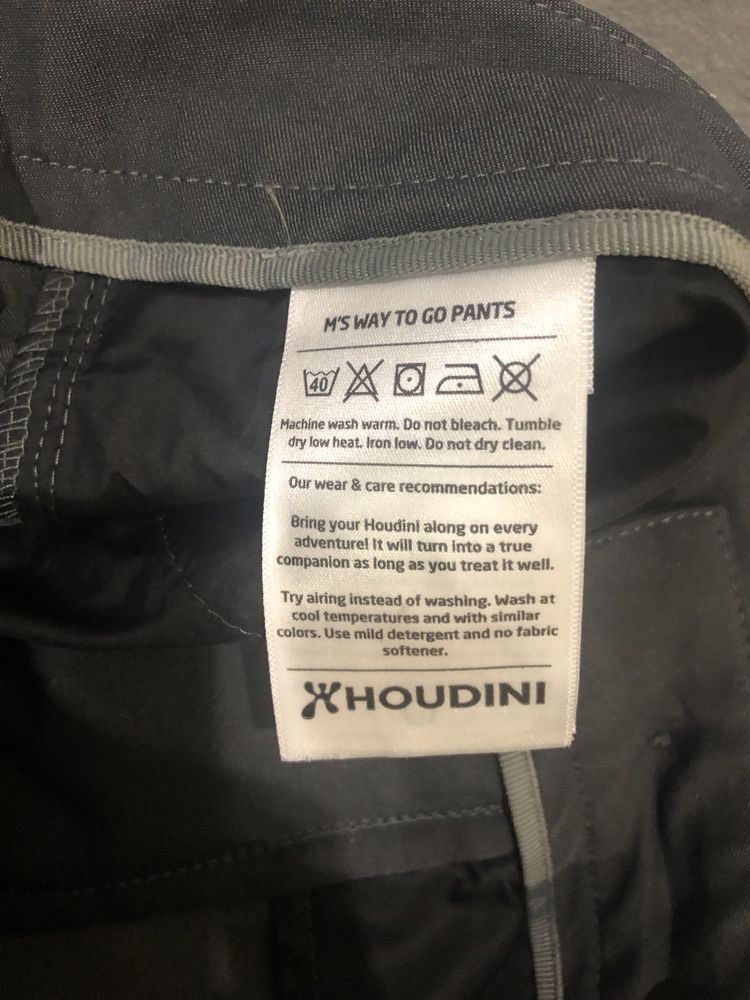 M'S WAY TO GO PANTS
40
Machine wash warm. Do not bleach. Tumble
dry low heat. Iron low. Do not dry clean.
Our wear & care recommendations:
Bring your Houdini along on every
adventure! It will turn into a true
companion as long as you treat it well.
Try airing instead of washing. Wash at
cool temperatures and with similar
colors. Use mild detergent and no fabric
softener.
HOUDINI